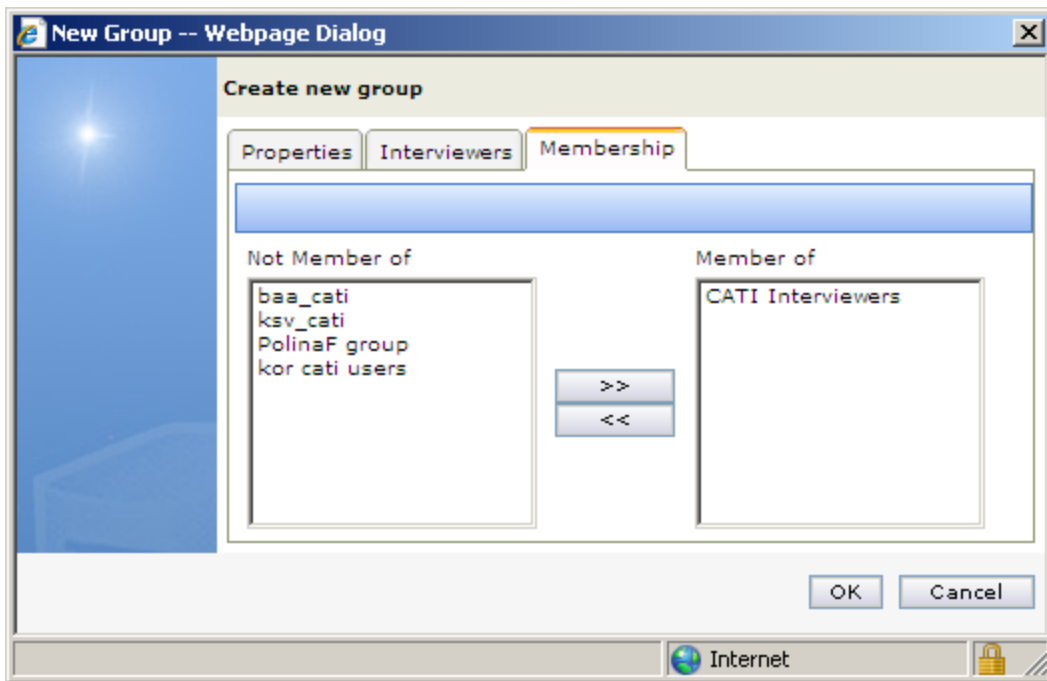 New Group -- Webpage Dialog
Create new group
Properties
Interviewers
Membership
Not Member of
baa_cati
ksv_cati
PolinaF group
kor cati users
>>
<<
Member of
CATI Interviewers
OK
Cancel
Internet